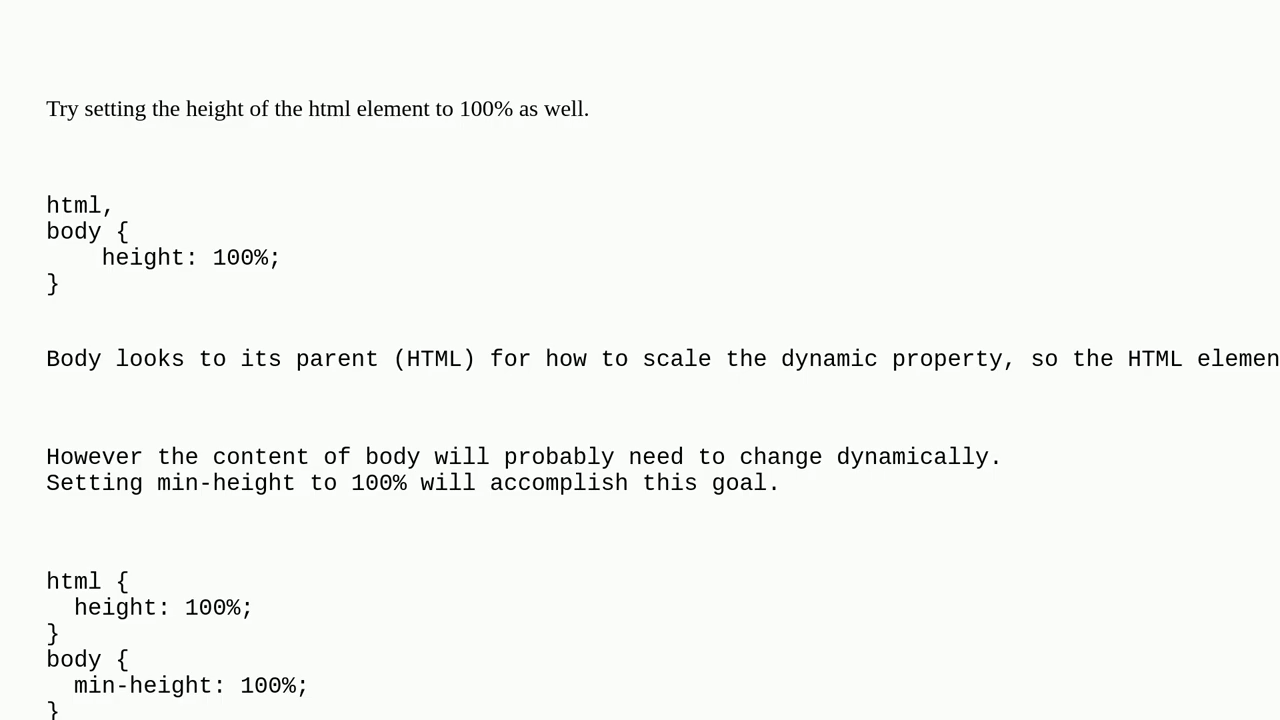 Try setting the height of the html element to 100% as well.
html,
body {
    height: 100%;
}
Body looks to its parent (HTML) for how to scale the dynamic property, so the HTML elemen
However the content of body will probably need to change dynamically.
Setting min-height to 100% will accomplish this goal.
html {
  height: 100%;
}
body {
  min-height: 100%;
}